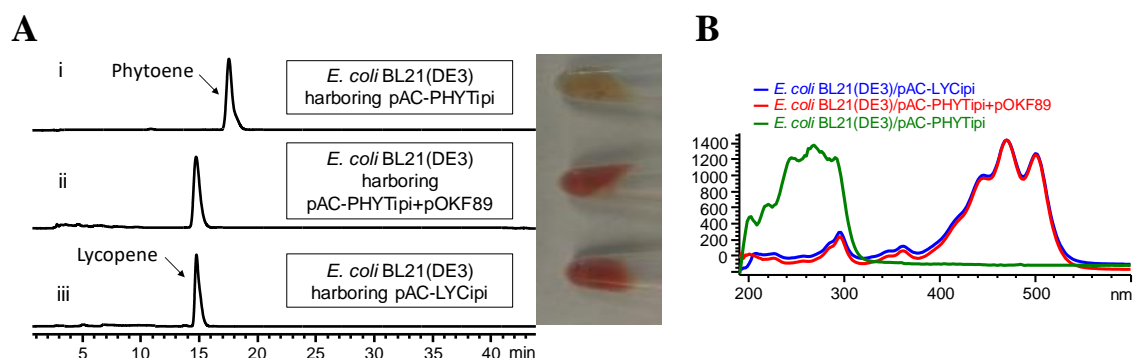 A
i
Phytoene
E. coli BL21(DE3)
harboring pAC-PHYTipi
ii
E. coli BL21(DE3)
harboring
pAC-PHYTipi+pOKF89
Lycopene
iii
E. coli BL21(DE3)
harboring pAC-LYCipi
5 10 15 20 25 30 35 40 min
B
E. coli BL21(DE3)/pAC-LYCipi
E. coli BL21(DE3)/pAC-PHYTipi+pOKF89
E. coli BL21(DE3)/pAC-PHYTipi
1400
1200
1000
800
600
400
200
0
200 300 400 500 nm